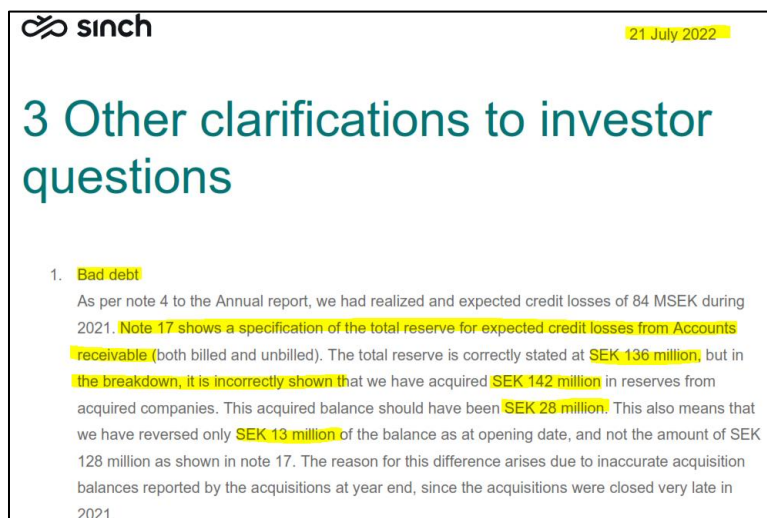 sinch
21 July 2022
3 Other clarifications to investor
questions
1. Bad debt
As per note 4 to the Annual report, we had realized and expected credit losses of 84 MSEK during
2021. Note 17 shows a specification of the total reserve for expected credit losses from Accounts
receivable (both billed and unbilled). The total reserve is correctly stated at SEK 136 million, but in
the breakdown, it is incorrectly shown that we have acquired SEK 142 million in reserves from
acquired companies. This acquired balance should have been SEK 28 million. This also means that
we have reversed only SEK 13 million of the balance as at opening date, and not the amount of SEK
128 million as shown in note 17. The reason for this difference arises due to inaccurate acquisition
balances reported by the acquisitions at year end, since the acquisitions were closed very late in
2021